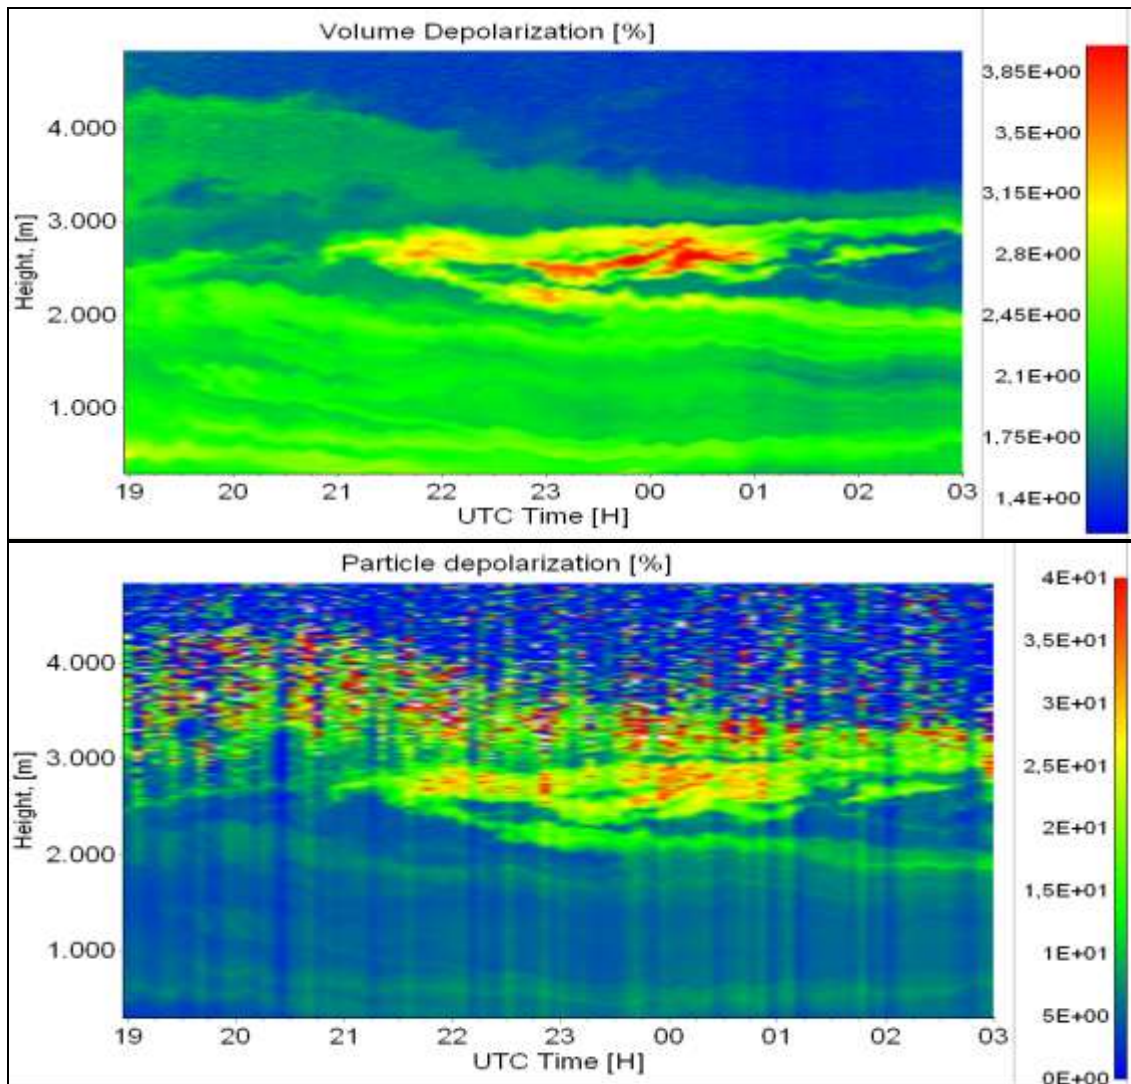 Volume Depolarization [%]
Height, [m]
4.000
3.000
2.000
1.000
19 20 21 22 23 00 01 02 03
UTC Time [H]
3,85E+00
3,5E+00
3,15E+00
2,8E+00
2,45E+00
2,1E+00
1,75E+00
1,4E+00
Particle depolarization [%]
Height, [m]
4.000
3.000
2.000
1.000
19 20 21 22 23 00 01 02 03
UTC Time [H]
4E+01
3,5E+01
3E+01
2,5E+01
2E+01
1,5E+01
1E+01
5E+00
0E+00